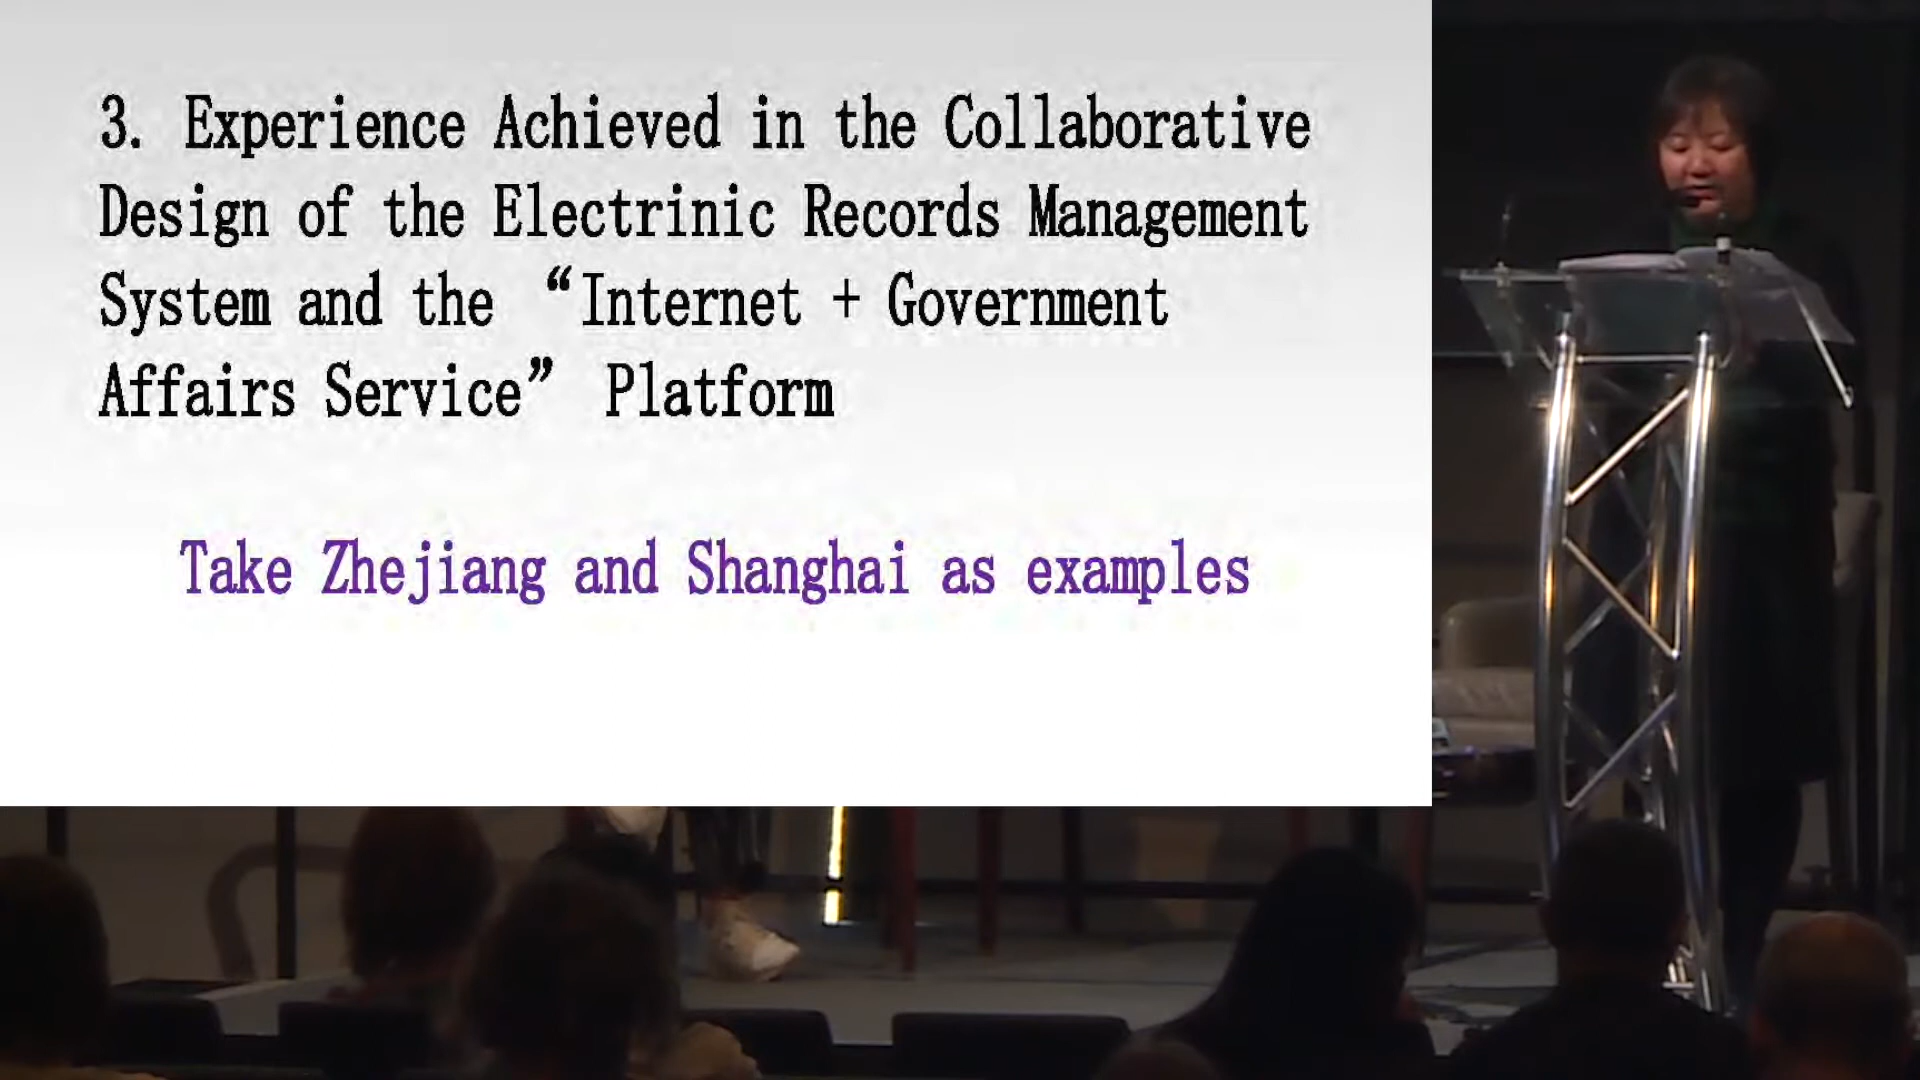 3. Experience Achieved in the Collaborative
Design of the Electrinic Records Management
System and the “Internet + Government
Affairs Service” Platform
Take Zhejiang and Shanghai as examples